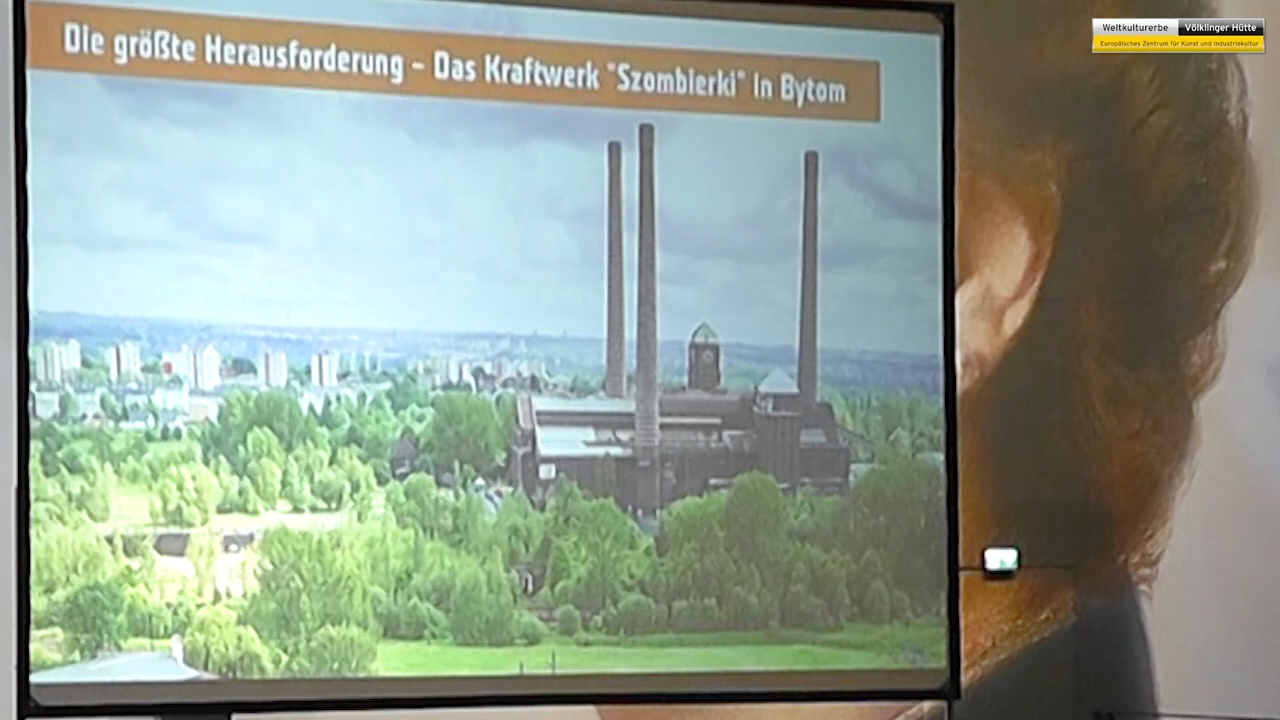 Die größte Herausforderung - Das Kraftwerk "Szombierki" in Bytom
Weltkulturerbe Völklinger Hütte
Europäisches Zentrum für Kunst und Industriekultur